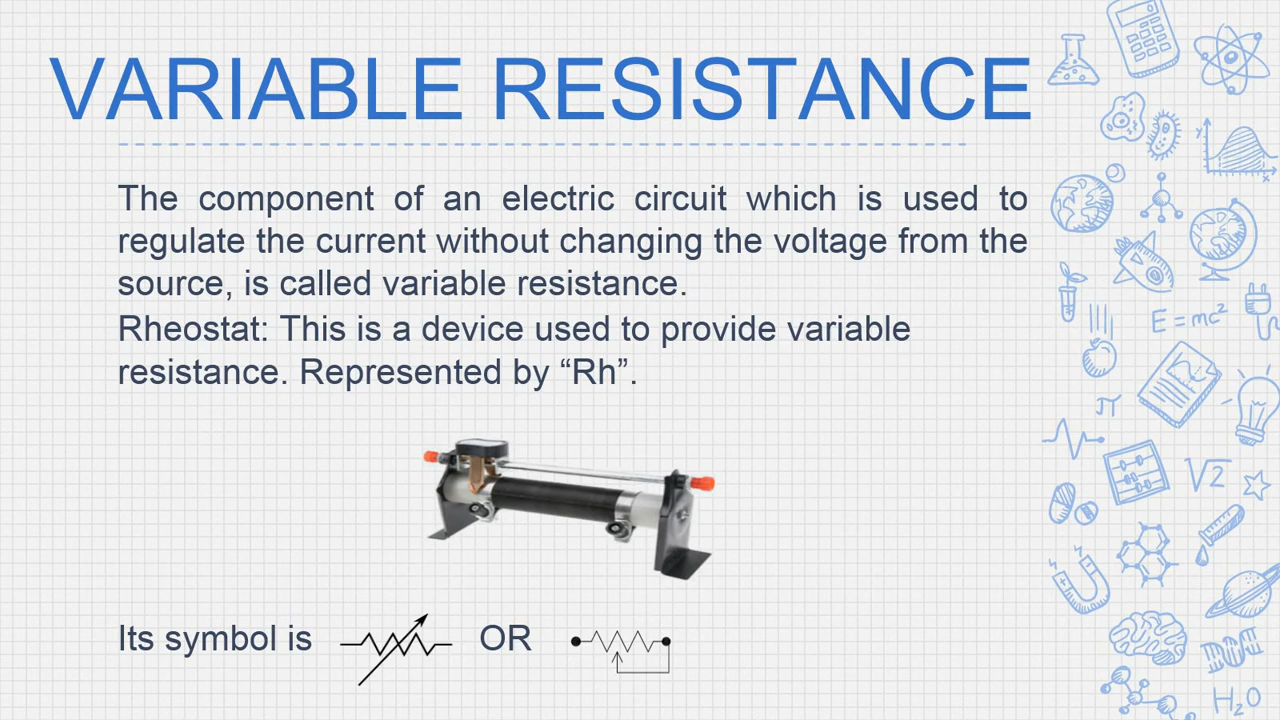 VARIABLE RESISTANCE
The component of an electric circuit which is used to
regulate the current without changing the voltage from the
source, is called variable resistance.
Rheostat: This is a device used to provide variable
resistance. Represented by “Rh”.
Its symbol is OR
y
x
E=mc²
π
√2
H₂O